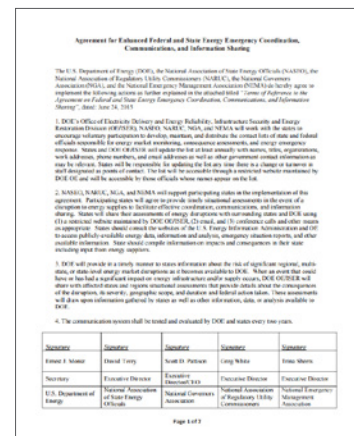 Agreement for Enhanced Federal and State Energy Emergency Coordination,
Communications, and Information Sharing
The U.S. Department of Energy (DOE), the National Association of State Energy Officials (NASEO), the
National Association of Regulatory Utility Commissioners (NARUC), the National Governors
Association (NGA), and the National Emergency Management Association (NEMA) do hereby agree to
implement the following actions as further explained in the attached titled "Terms of Reference to the
Agreement on Federal and State Energy Emergency Coordination, Communications, and Information
Sharing",
1. DOE's Office of Electricity Delivery and Energy Reliability, Infrastructure Security and Energy
Restoration Division (OE/ISER), NASEO, NARUC, NGA, and NEMA will work with the states to
encourage voluntary participation to develop, maintain, and distribute the contact lists of state and federal
officials responsible for energy market monitoring, consequence assessments, and energy emergency
response. States and DOE OE/ISER will update the list at least annually with names, titles, organizations,
work addresses, phone numbers, and email addresses as well as other government contact information as
may be relevant. States will be responsible for updating the list any time there is a change or turnover in
staff designated as points of contact. The list will be accessible through a restricted website maintained by
DOE OE and will be accessible to those officials whose names appear on the list.
2. NASEO, NARUC, NGA, and NEMA will support participating states in the implementation of this
agreement. Participating states will agree to provide timely situational assessments in the event of a
disruption to energy supplies to facilitate effective coordination, communications, and information
sharing. States will share their assessments of energy disruptions with surrounding states and DOE using
(1) a restricted website maintained by DOE OE/ISER, (2) email, and (3) conference calls and other means
as appropriate. States should consult the websites of the U.S. Energy Information Administration and OE
to access publicly-available energy data, information and analyses, emergency situation reports, and other
available information. State should compile information on impacts and consequences in their state
including input from energy suppliers.
3. DOE will provide in a timely manner to states information about the risk of significant regional, multi-
state, or state-level energy market disruptions as it becomes available to DOE. When an event that could
have or has had a significant impact on energy infrastructure and/or supply occurs, DOE OE/ISER will
share with affected states and regions situational assessments that provide details about the consequences
of the disruption, its severity, geographic scope, and duration and federal action taken. These assessments
will draw upon information gathered by states as well as other information, data, or analysis available to
DOE.
4. The communication system shall be tested and evaluated by DOE and states every two years.
Signature Signature Signature Signature Signature
Ernest J. Moniz David Terry Scott D. Pattison Greg White Trina Sheets
Secretary Executive Director Executive Director/CEO Executive Director Executive Director
U.S. Department of Energy National Association of State Energy Officials National Governors Association National Association of Regulatory Utility Commissioners National Emergency Management Association
Page 1 of